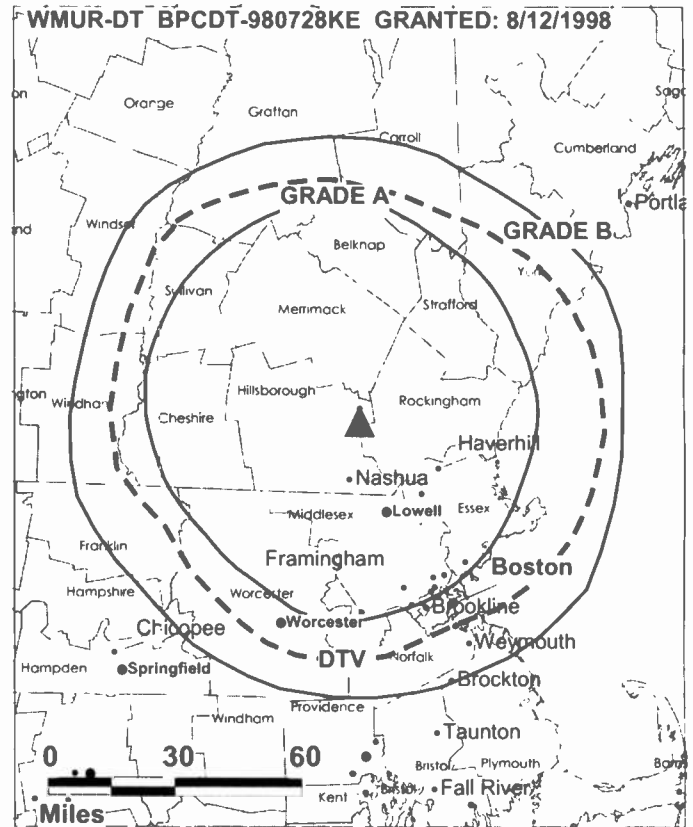 WMUR-DT BPCDT-980728KE GRANTED: 8/12/1998
Orange
Grattan
Carroll
Cumberland
Portla
GRADE A
GRADE B
Windsor
Belknap
Sullivan
Merrimack
Strafford
Windham
Hillsborough
Rockingham
Cheshire
Haverhill
Nashua
Middlesex
Lowell
Essex
Franklin
Framingham
Boston
Hampshire
Worcester
Brookline
Chicopee
Worcester
Weymouth
Hampden
Springfield
DTV
Norfolk
Brockton
Providence
Windham
Taunton
0 30 60
Bristol
Plymouth
Kent
Bristol
Fall River
Miles